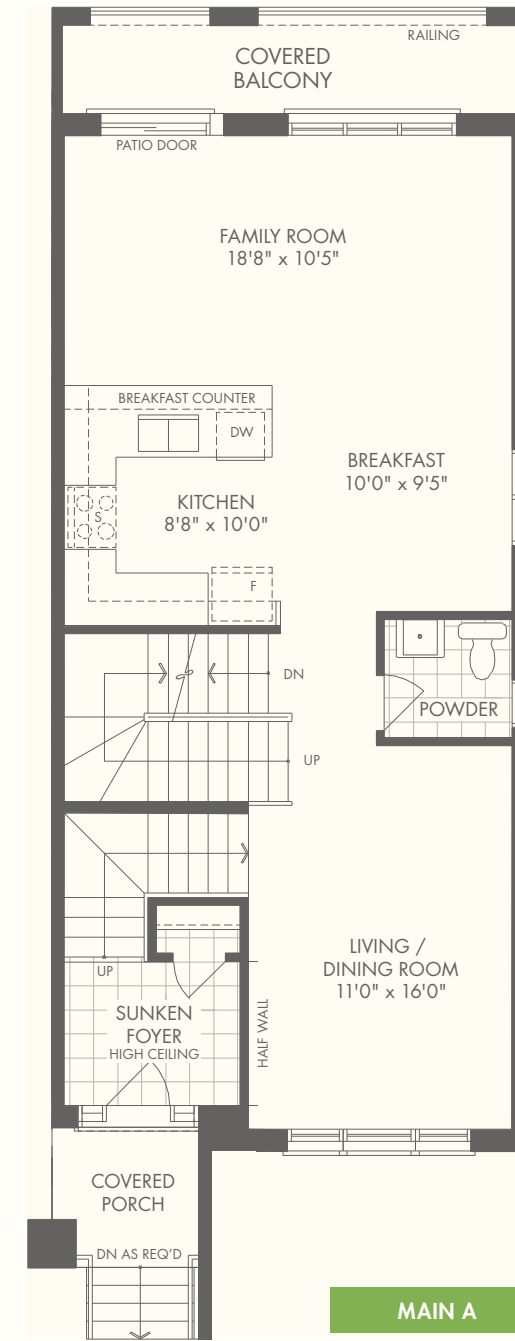 RAILING
COVERED
BALCONY
PATIO DOOR
FAMILY ROOM
18'8" x 10'5"
BREAKFAST COUNTER
DW
BREAKFAST
10'0" x 9'5"
KITCHEN
8'8" x 10'0"
S
F
DN
POWDER
UP
LIVING /
DINING ROOM
11'0" x 16'0"
UP
SUNKEN
FOYER
HIGH CEILING
HALF WALL
COVERED
PORCH
DN AS REQ'D
MAIN A